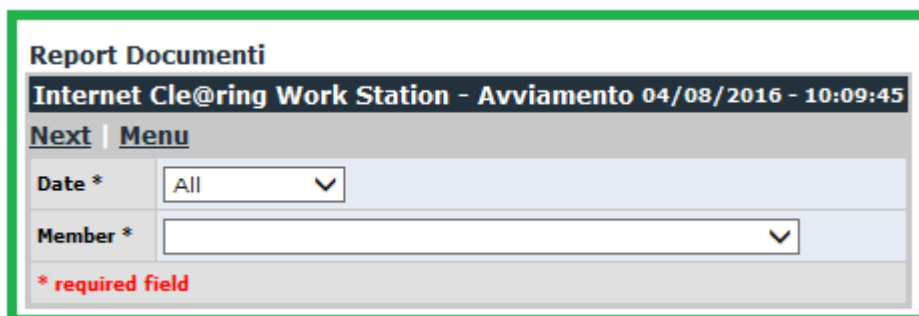 Report Documenti
Internet Cle@ring Work Station - Avviamento 04/08/2016 - 10:09:45
Next | Menu
Date * All
Member *
* required field